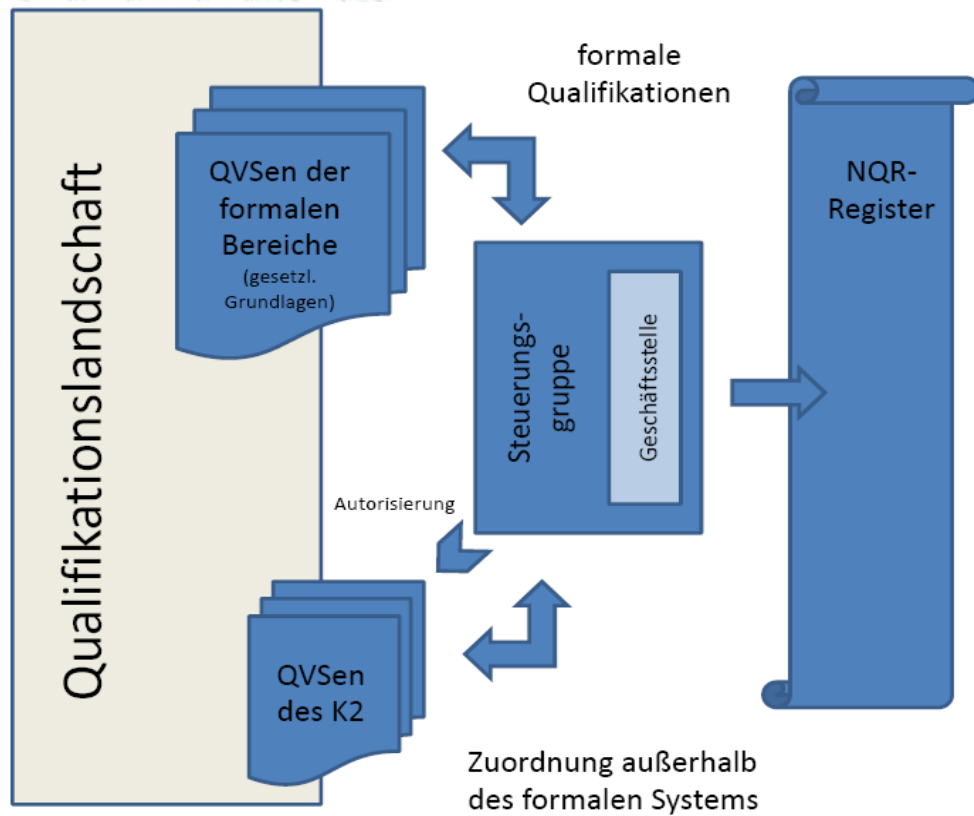 Qualifikationslandschaft
formale
Qualifikationen
QVSen der
formalen
Bereiche
(gesetzl.
Grundlagen)
NQR-
Register
Steuerungs-
gruppe
Geschäftsstelle
Autorisierung
QVSen
des K2
Zuordnung außerhalb
des formalen Systems